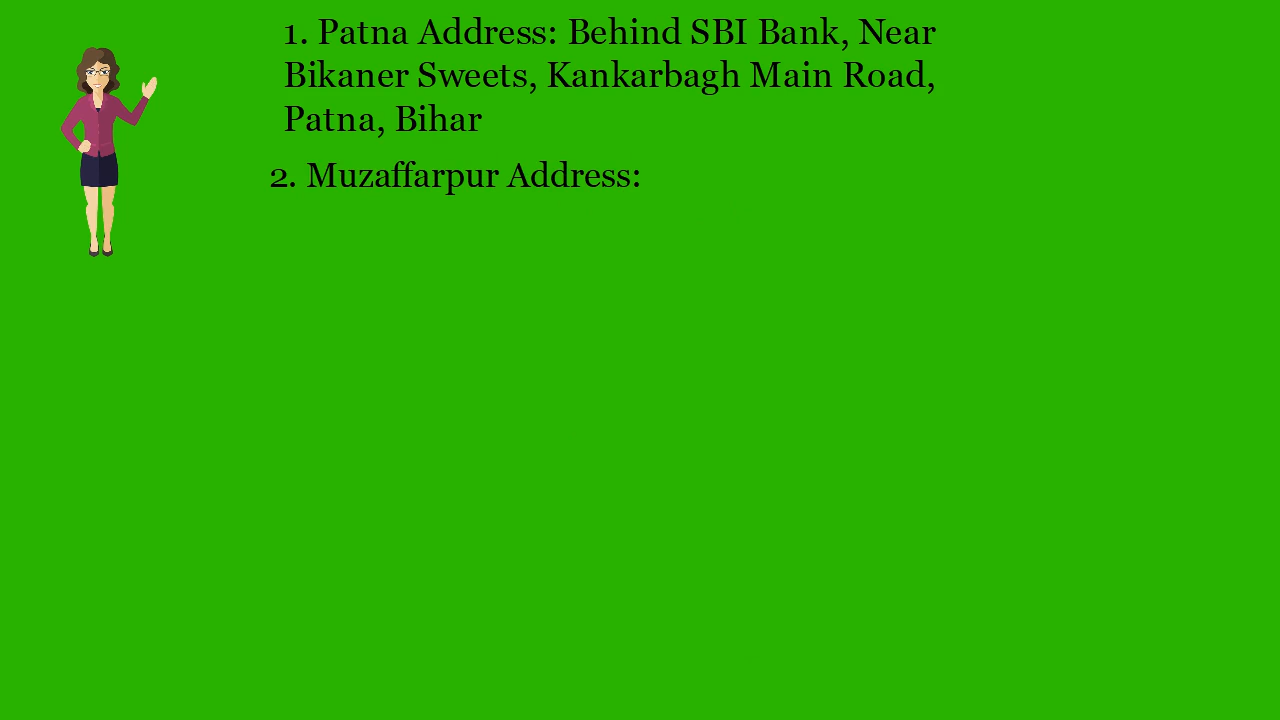 1. Patna Address: Behind SBI Bank, Near
Bikaner Sweets, Kankarbagh Main Road,
Patna, Bihar
2. Muzaffarpur Address: